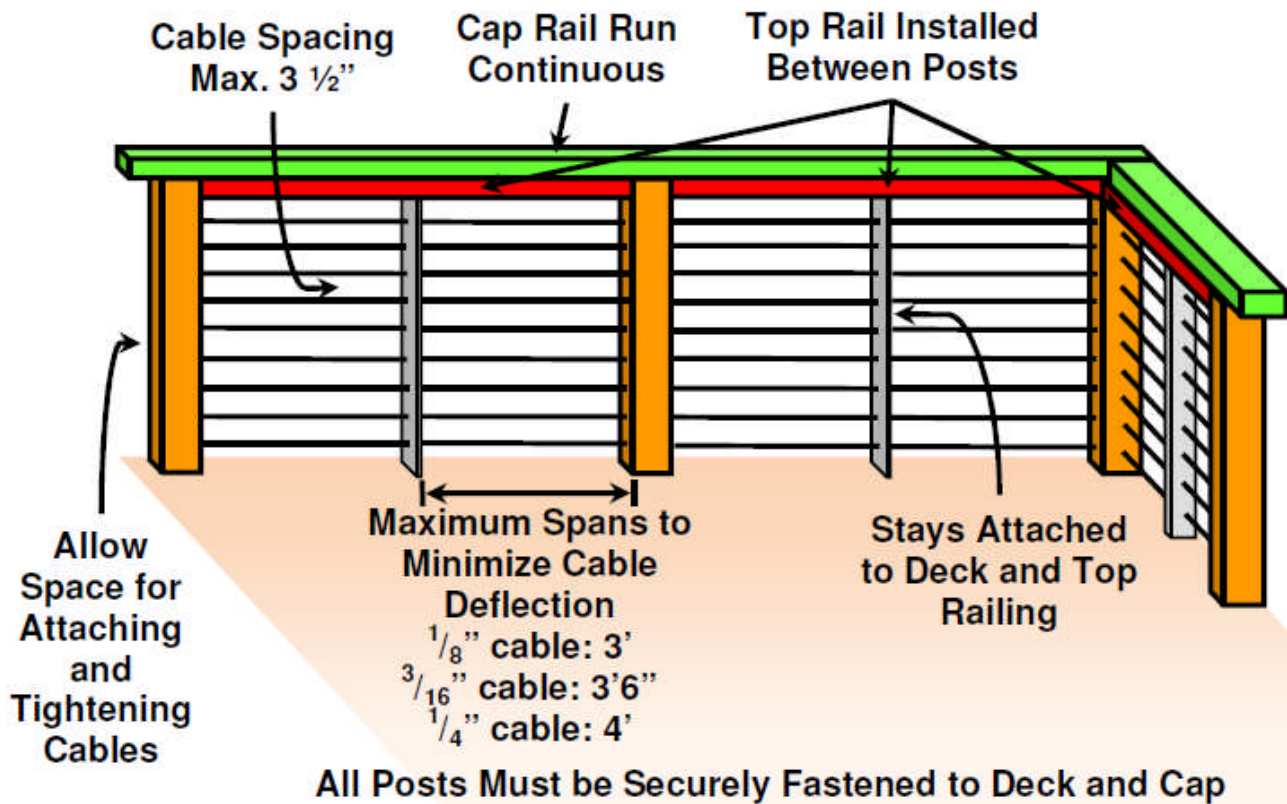 Cable Spacing
Max. 3 ½”
Cap Rail Run
Continuous
Top Rail Installed
Between Posts
Allow
Space for
Attaching
and
Tightening
Cables
Maximum Spans to
Minimize Cable
Deflection
1/8” cable: 3’
3/16” cable: 3’6”
1/4” cable: 4’
Stays Attached
to Deck and Top
Railing
All Posts Must be Securely Fastened to Deck and Cap